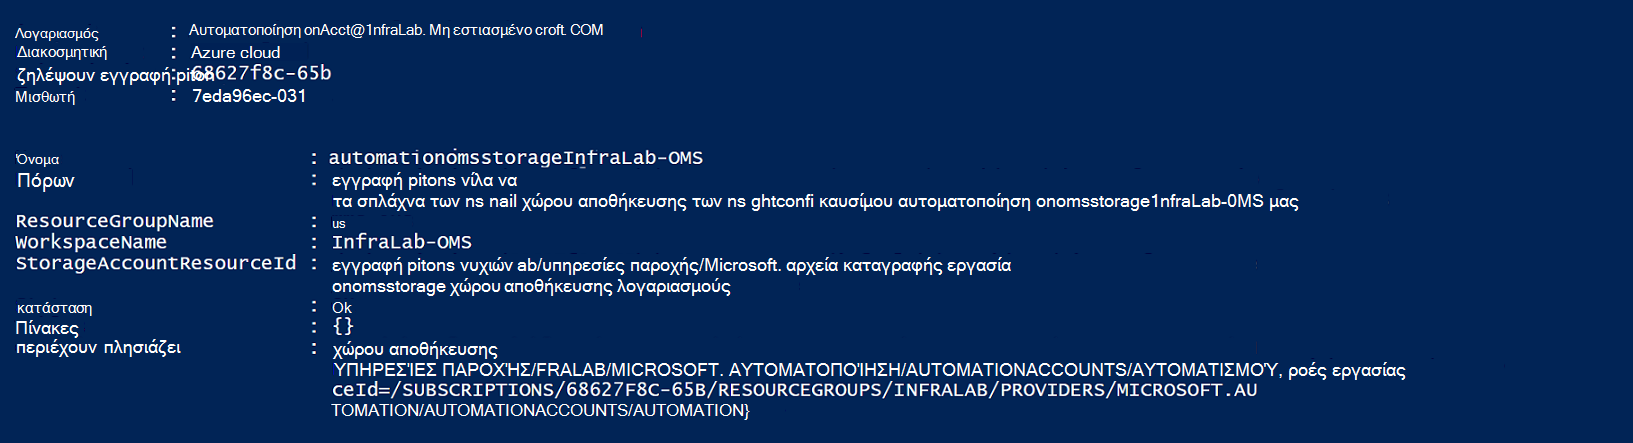 Λογαριασμός : Αυτοματοποίηση onAcct@1nfraLab. Μη εστιασμένο croft. COM
Διακοσμητική : Azure cloud
ζηλέψουν εγγραφή piton : 68627f8c-65b
Μισθωτή : 7eda96ec-031
Όνομα : automationomsstorageInfraLab-OMS
Πόρων : εγγραφή pitons νίλα να
τα σπλάχνα των ns nail χώρου αποθήκευσης των ns ghtconfi καυσίμου αυτοματοποίηση onomsstorage1nfraLab-0MS μας
ResourceGroupName : us
WorkspaceName : InfraLab-OMS
StorageAccountResourceId : εγγραφή pitons νυχιών ab/υπηρεσίες παροχής/Microsoft. αρχεία καταγραφής εργασία
onomsstorage χώρου αποθήκευσης λογαριασμούς
κατάσταση : Ok
Πίνακες : {}
περιέχουν πλησιάζει : χώρου αποθήκευσης
ΥΠΗΡΕΣΊΕΣ ΠΑΡΟΧΉΣ/FRALAB/MICROSOFT. ΑΥΤΟΜΑΤΟΠΟΊΗΣΗ/AUTOMATIONACCOUNTS/ΑΥΤΟΜΑΤΙΣΜΟΎ, ροές εργασίας
ceId=/SUBSCRIPTIONS/68627F8C-65B/RESOURCEGROUPS/INFRALAB/PROVIDERS/MICROSOFT.AU
TOMATION/AUTOMATIONACCOUNTS/AUTOMATION}